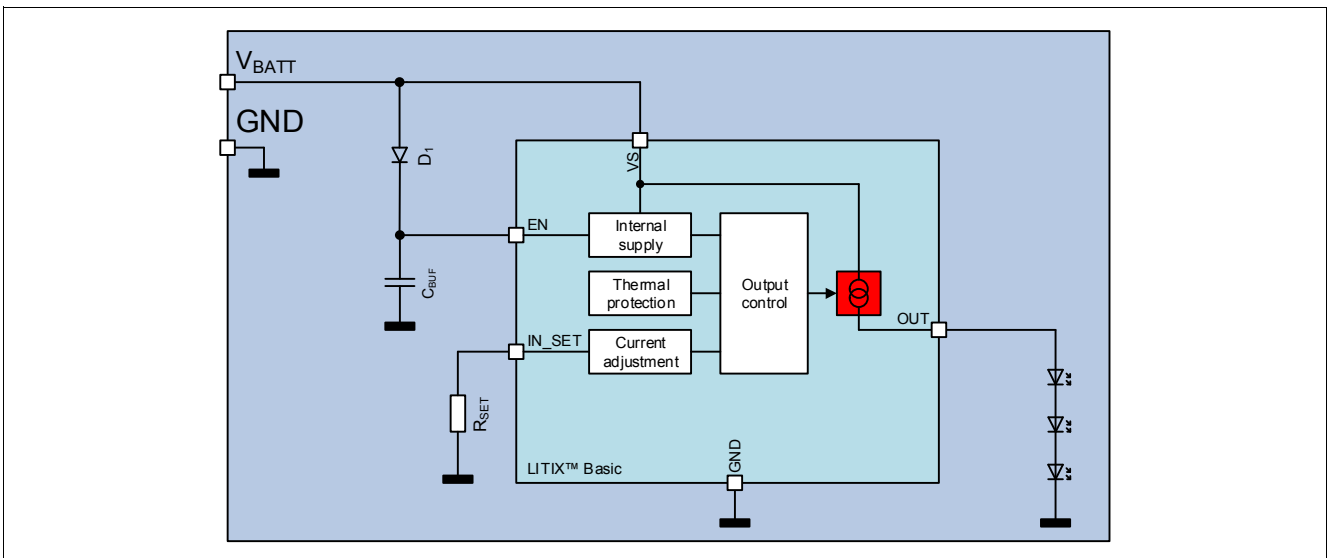 VBATT
GND
D1
VS
EN
Internal
supply
CBUF
Thermal
protection
Output
control
OUT
IN_SET
Current
adjustment
RSET
GND
LITIX™ Basic